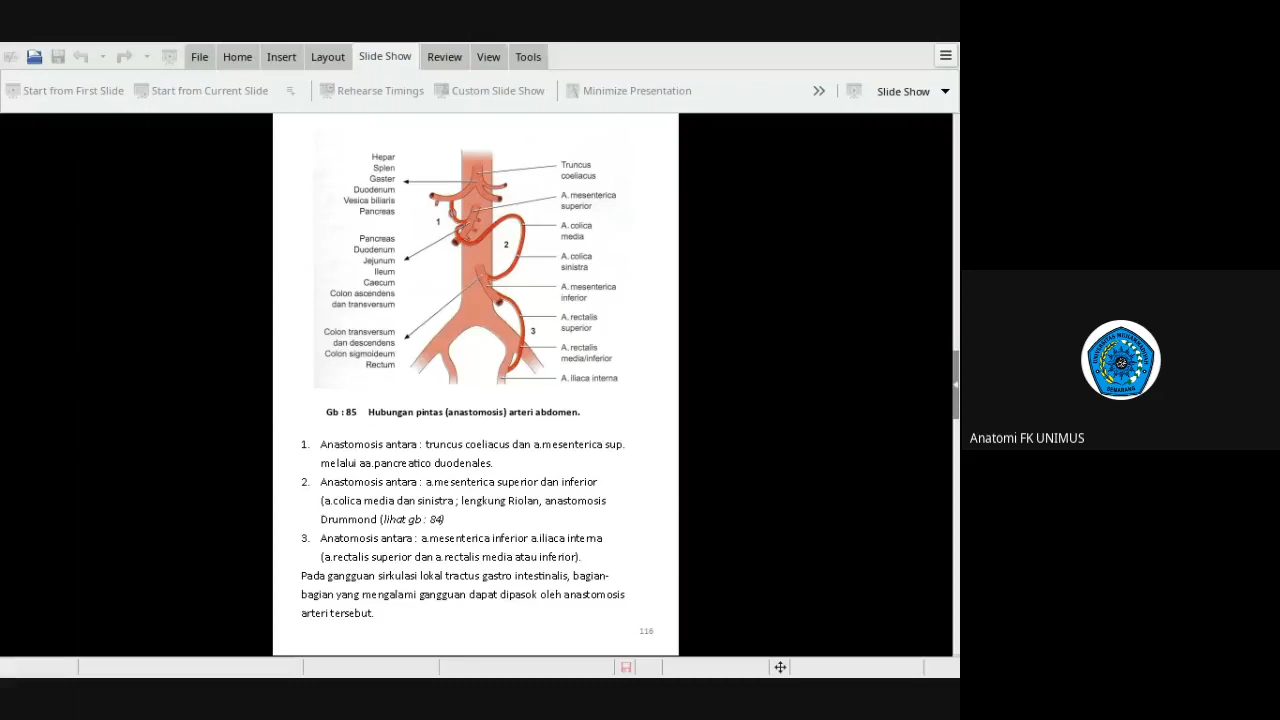 File Home Insert Layout Slide Show Review View Tools
Start from First Slide Start from Current Slide Rehearse Timings Custom Slide Show Minimize Presentation Slide Show
Hepar
Splen
Gaster
Duodenum
Vesica biliaris
Pancreas
Pancreas
Duodenum
Jejunum
Ileum
Caecum
Colon ascendens
dan transversum
Colon transversum
dan descendens
Colon sigmoideum
Rectum
1
2
3
Truncus
coeliacus
A. mesenterica
superior
A. colica
media
A. colica
sinistra
A. mesenterica
inferior
A. rectalis
superior
A. rectalis
media/inferior
A. iliaca interna
Gb : 85 Hubungan pintas (anastomosis) arteri abdomen.
1. Anastomosis antara : truncus coeliacus dan a.mesenterica sup.
melalui aa.pancreatico duodenales.
2. Anastomosis antara : a.mesenterica superior dan inferior
(a.colica media dan sinistra ; lengkung Riolan, anastomosis
Drummond (lihat gb : 84)
3. Anatomosis antara : a.mesenterica inferior a.iliaca interna
(a.rectalis superior dan a.rectalis media atau inferior).
Pada gangguan sirkulasi lokal tractus gastro intestinalis, bagian-
bagian yang mengalami gangguan dapat dipasok oleh anastomosis
arteri tersebut.
116
Anatomi FK UNIMUS